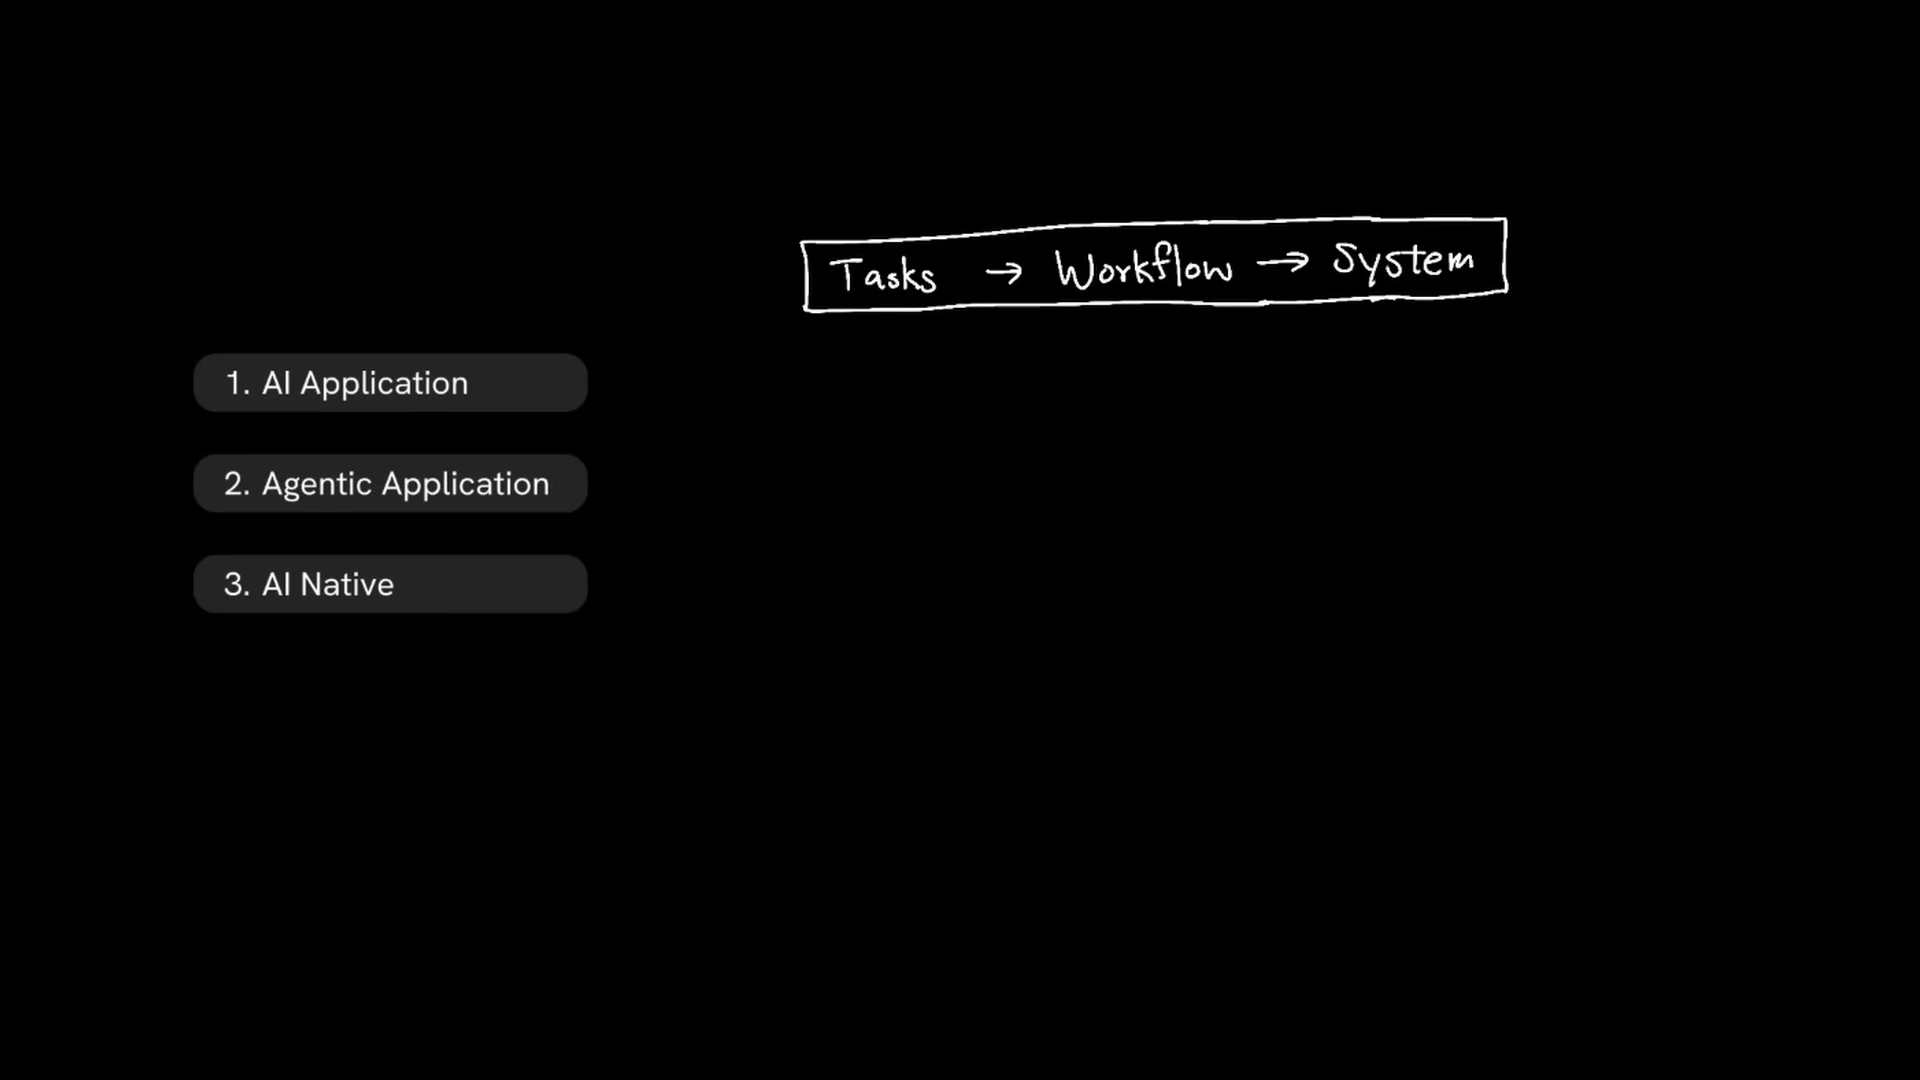 Tasks → Workflow → System
1. AI Application
2. Agentic Application
3. AI Native